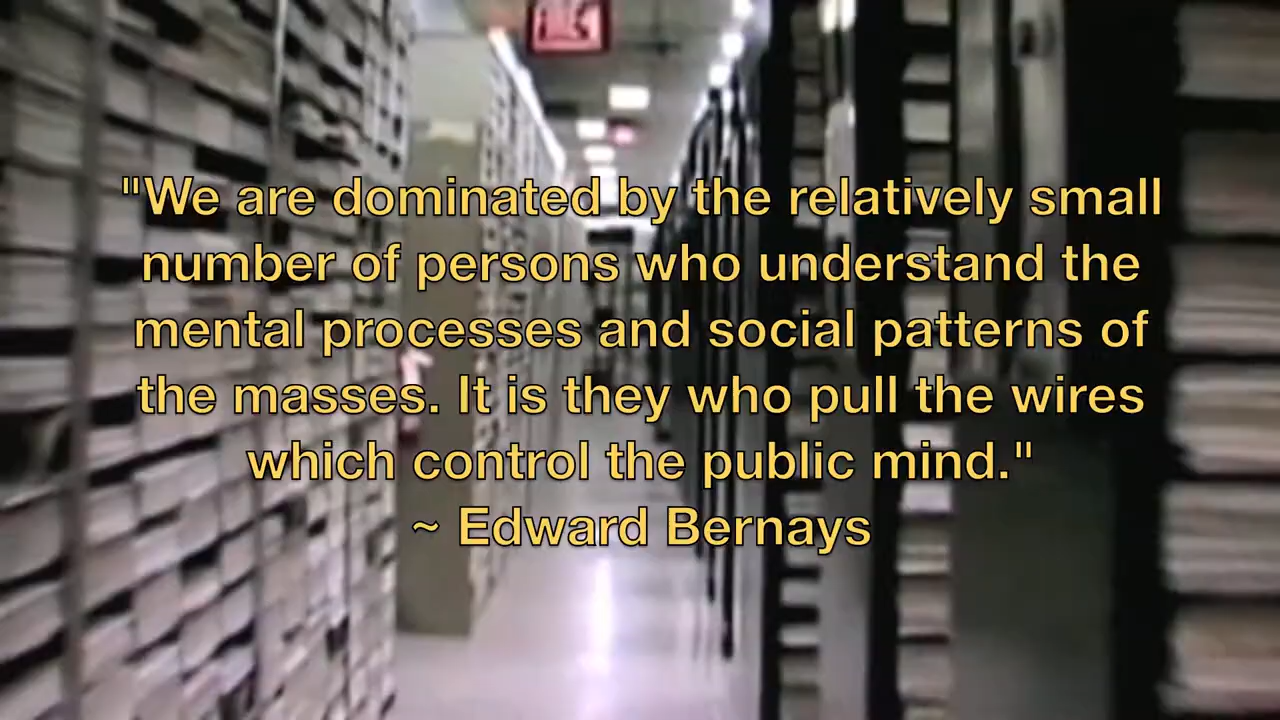 "We are dominated by the relatively small
number of persons who understand the
mental processes and social patterns of
the masses. It is they who pull the wires
which control the public mind."
~ Edward Bernays